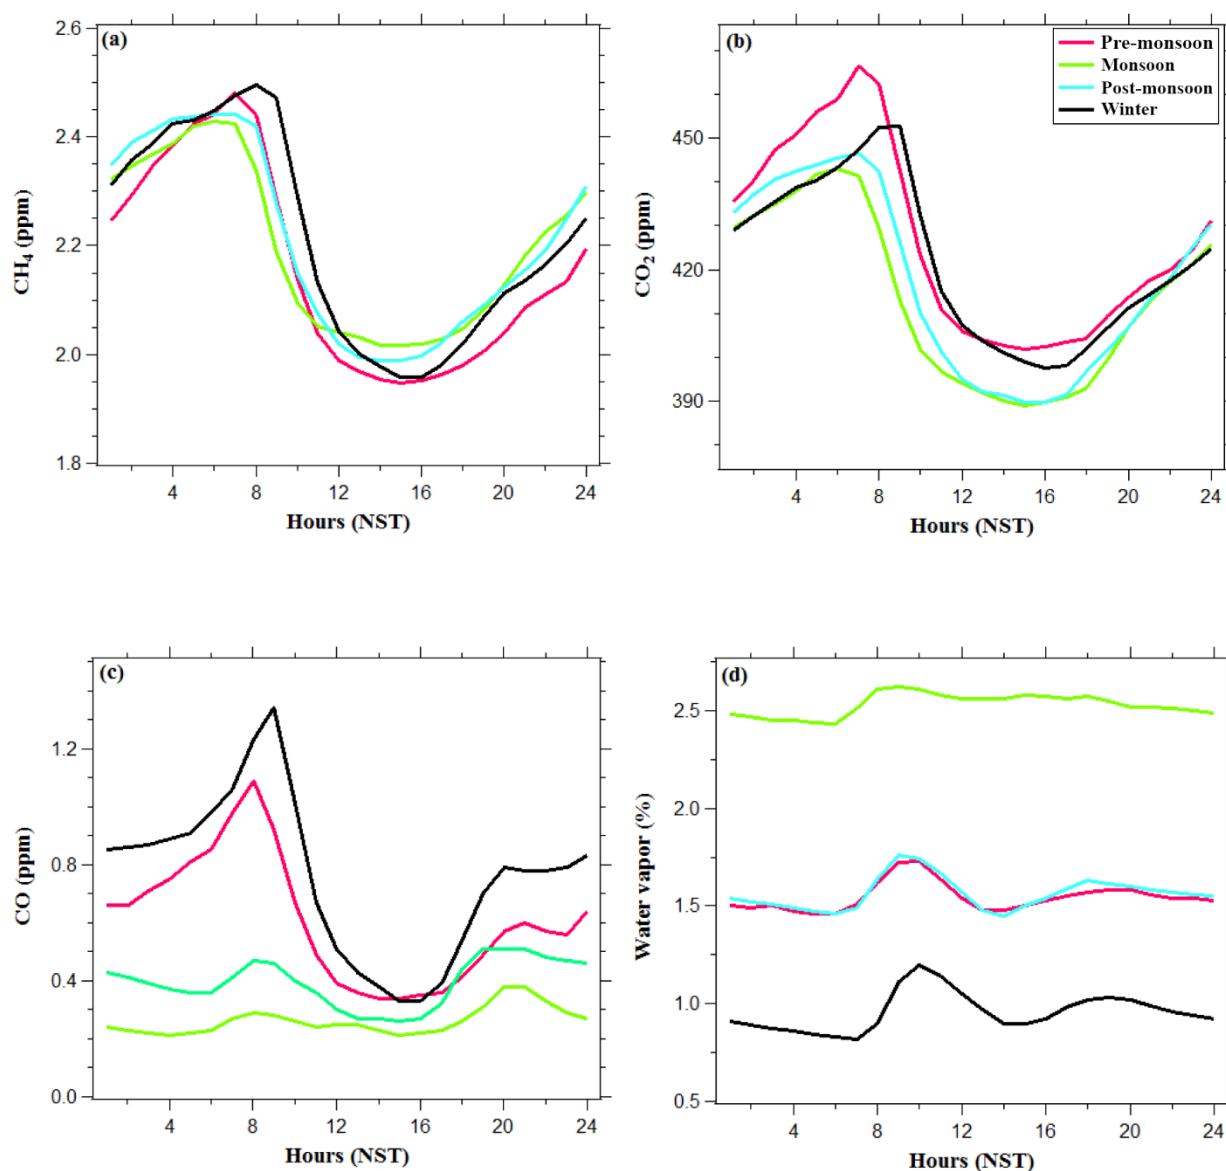 (a)
2.6
2.4
2.2
2.0
1.8
CH4 (ppm)
4 8 12 16 20 24
Hours (NST)
(b)
Pre-monsoon
Monsoon
Post-monsoon
Winter
450
420
390
CO2 (ppm)
4 8 12 16 20 24
Hours (NST)
(c)
1.2
0.8
0.4
0.0
CO (ppm)
4 8 12 16 20 24
Hours (NST)
(d)
2.5
2.0
1.5
1.0
0.5
Water vapor (%)
4 8 12 16 20 24
Hours (NST)